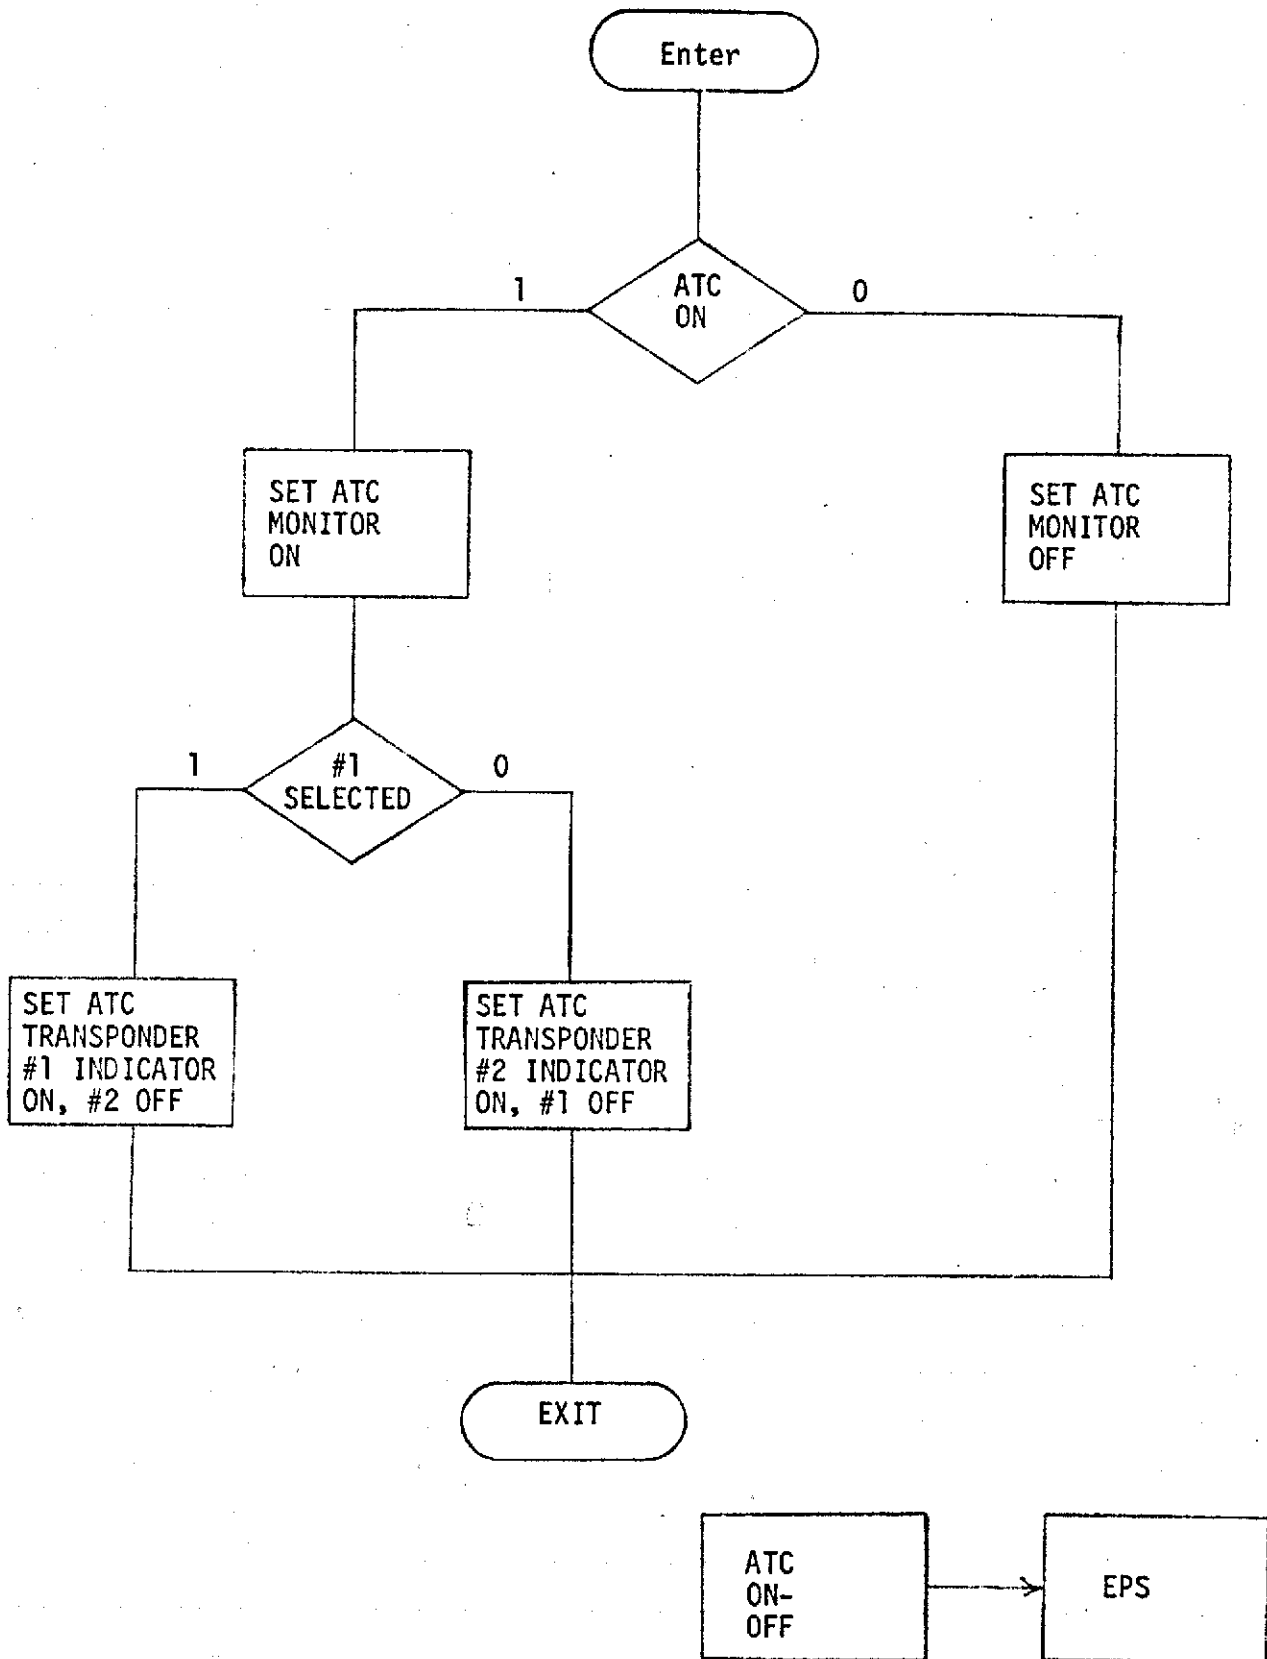 Enter
ATC
ON
1
0
SET ATC
MONITOR
ON
SET ATC
MONITOR
OFF
#1
SELECTED
1
0
SET ATC
TRANSPONDER
#1 INDICATOR
ON, #2 OFF
SET ATC
TRANSPONDER
#2 INDICATOR
ON, #1 OFF
EXIT
ATC
ON-
OFF
EPS